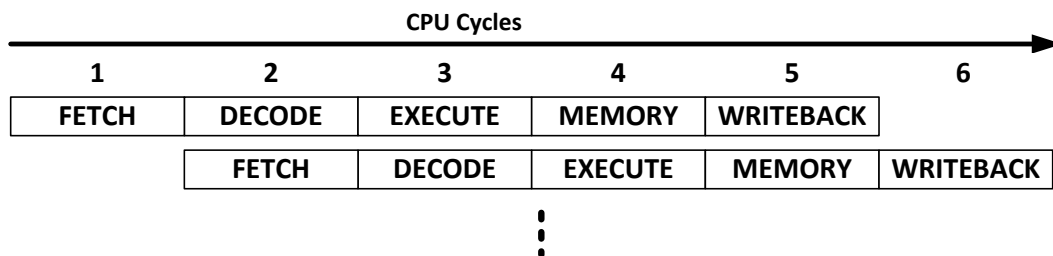 CPU Cycles
1 2 3 4 5 6
FETCH DECODE EXECUTE MEMORY WRITEBACK
FETCH DECODE EXECUTE MEMORY WRITEBACK